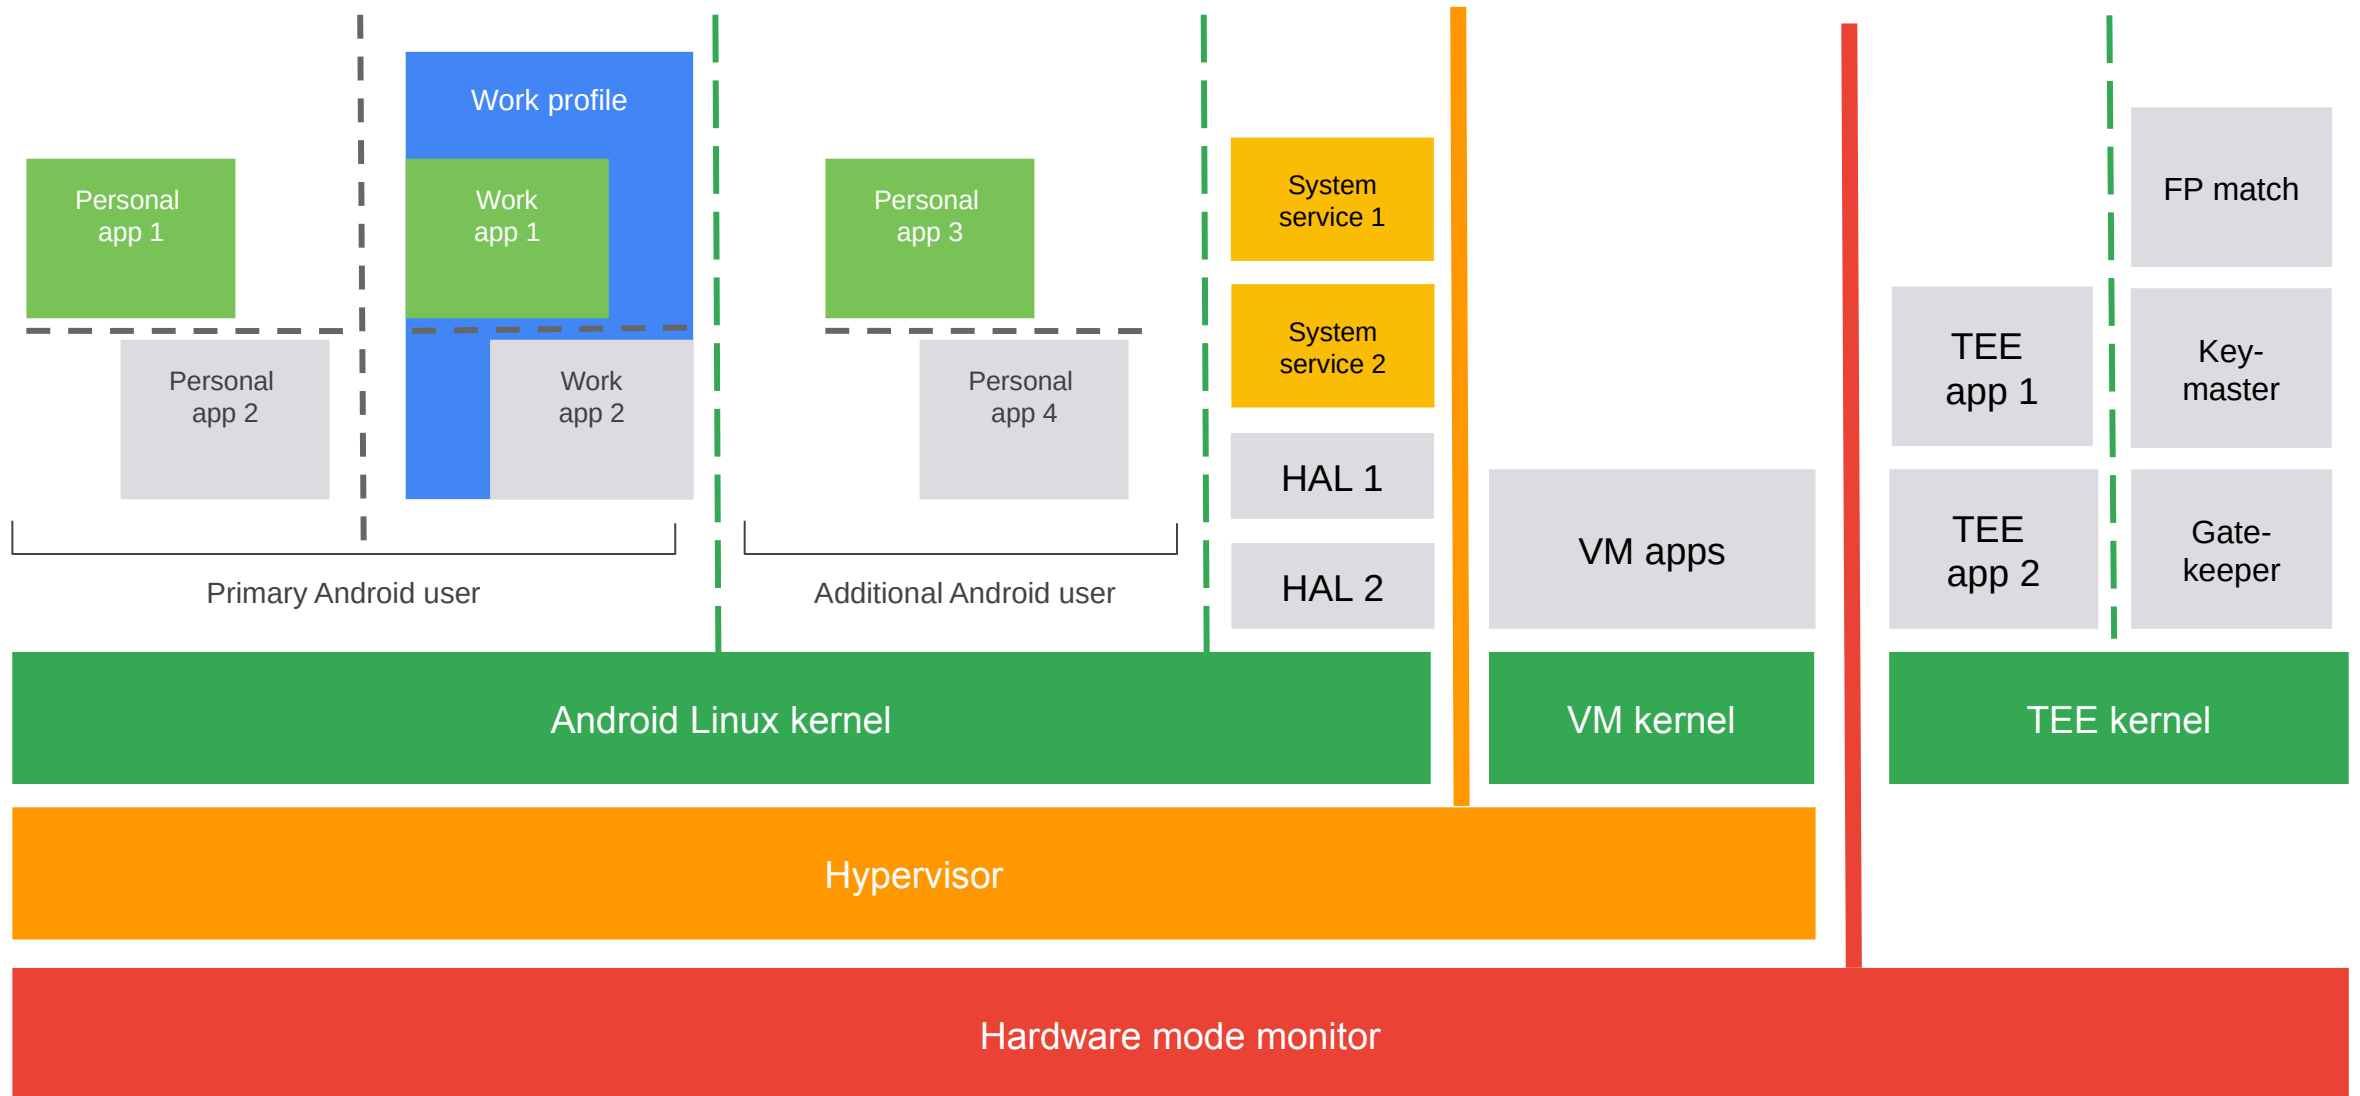 Work profile
Personal
app 1
Work
app 1
Personal
app 2
Work
app 2
Primary Android user
Personal
app 3
Personal
app 4
Additional Android user
System
service 1
System
service 2
HAL 1
HAL 2
VM apps
TEE
app 1
TEE
app 2
FP match
Key-
master
Gate-
keeper
Android Linux kernel
VM kernel
TEE kernel
Hypervisor
Hardware mode monitor